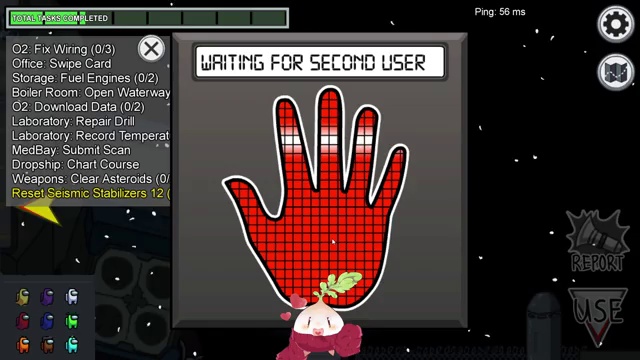 TOTAL TASKS COMPLETED
Ping: 56 ms
O2: Fix Wiring (0/3)
Office: Swipe Card
Storage: Fuel Engines (0/2)
Boiler Room: Open Waterway
O2: Download Data (0/2)
Laboratory: Repair Drill
Laboratory: Record Temperat
MedBay: Submit Scan
Dropship: Chart Course
Weapons: Clear Asteroids (0/
Reset Seismic Stabilizers 12 (
WAITING FOR SECOND USER
REPORT
USE